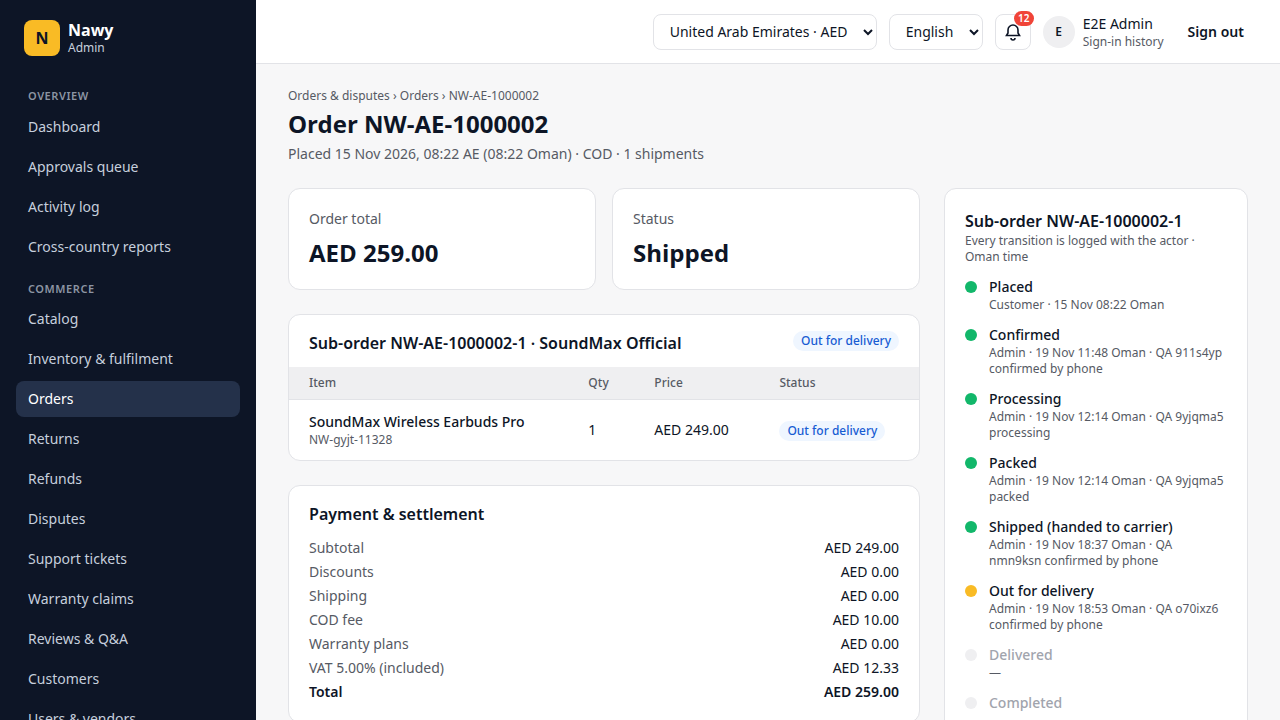 N
Nawy
Admin
OVERVIEW
Dashboard
Approvals queue
Activity log
Cross-country reports
COMMERCE
Catalog
Inventory & fulfilment
Orders
Returns
Refunds
Disputes
Support tickets
Warranty claims
Reviews & Q&A
Customers
Users & vendors
United Arab Emirates · AED
English
12
E
E2E Admin
Sign-in history
Sign out
Orders & disputes › Orders › NW-AE-1000002
Order NW-AE-1000002
Placed 15 Nov 2026, 08:22 AE (08:22 Oman) · COD · 1 shipments
Order total
AED 259.00
Status
Shipped
Sub-order NW-AE-1000002-1 · SoundMax Official
Out for delivery
Item Qty Price Status
SoundMax Wireless Earbuds Pro
NW-gyjt-11328
1 AED 249.00 Out for delivery
Payment & settlement
Subtotal AED 249.00
Discounts AED 0.00
Shipping AED 0.00
COD fee AED 10.00
Warranty plans AED 0.00
VAT 5.00% (included) AED 12.33
Total AED 259.00
Sub-order NW-AE-1000002-1
Every transition is logged with the actor ·
Oman time
Placed
Customer · 15 Nov 08:22 Oman
Confirmed
Admin · 19 Nov 11:48 Oman · QA 911s4yp
confirmed by phone
Processing
Admin · 19 Nov 12:14 Oman · QA 9yjqma5
processing
Packed
Admin · 19 Nov 12:14 Oman · QA 9yjqma5
packed
Shipped (handed to carrier)
Admin · 19 Nov 18:37 Oman · QA
nmn9ksn confirmed by phone
Out for delivery
Admin · 19 Nov 18:53 Oman · QA o70ixz6
confirmed by phone
Delivered
—
Completed